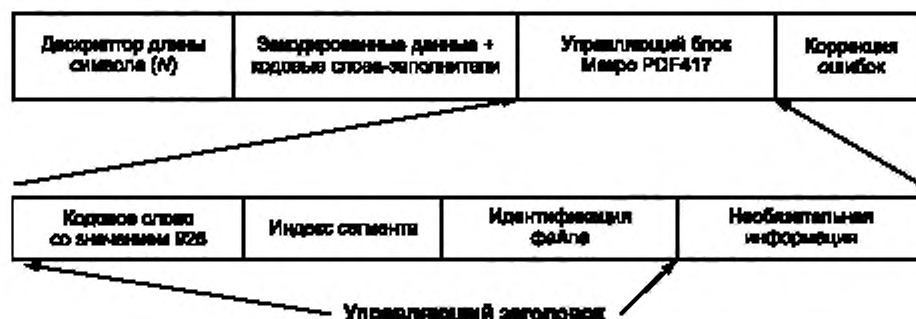 Дескриптор длины
символа (N)
Закодированные данные +
кодовые слова-заполнители
Управляющий блок
Макро PDF417
Коррекция
ошибок
Кодовое слово
со значением 928
Индекс сегмента
Идентификация
файла
Необязательная
информация
Управляющий заголовок